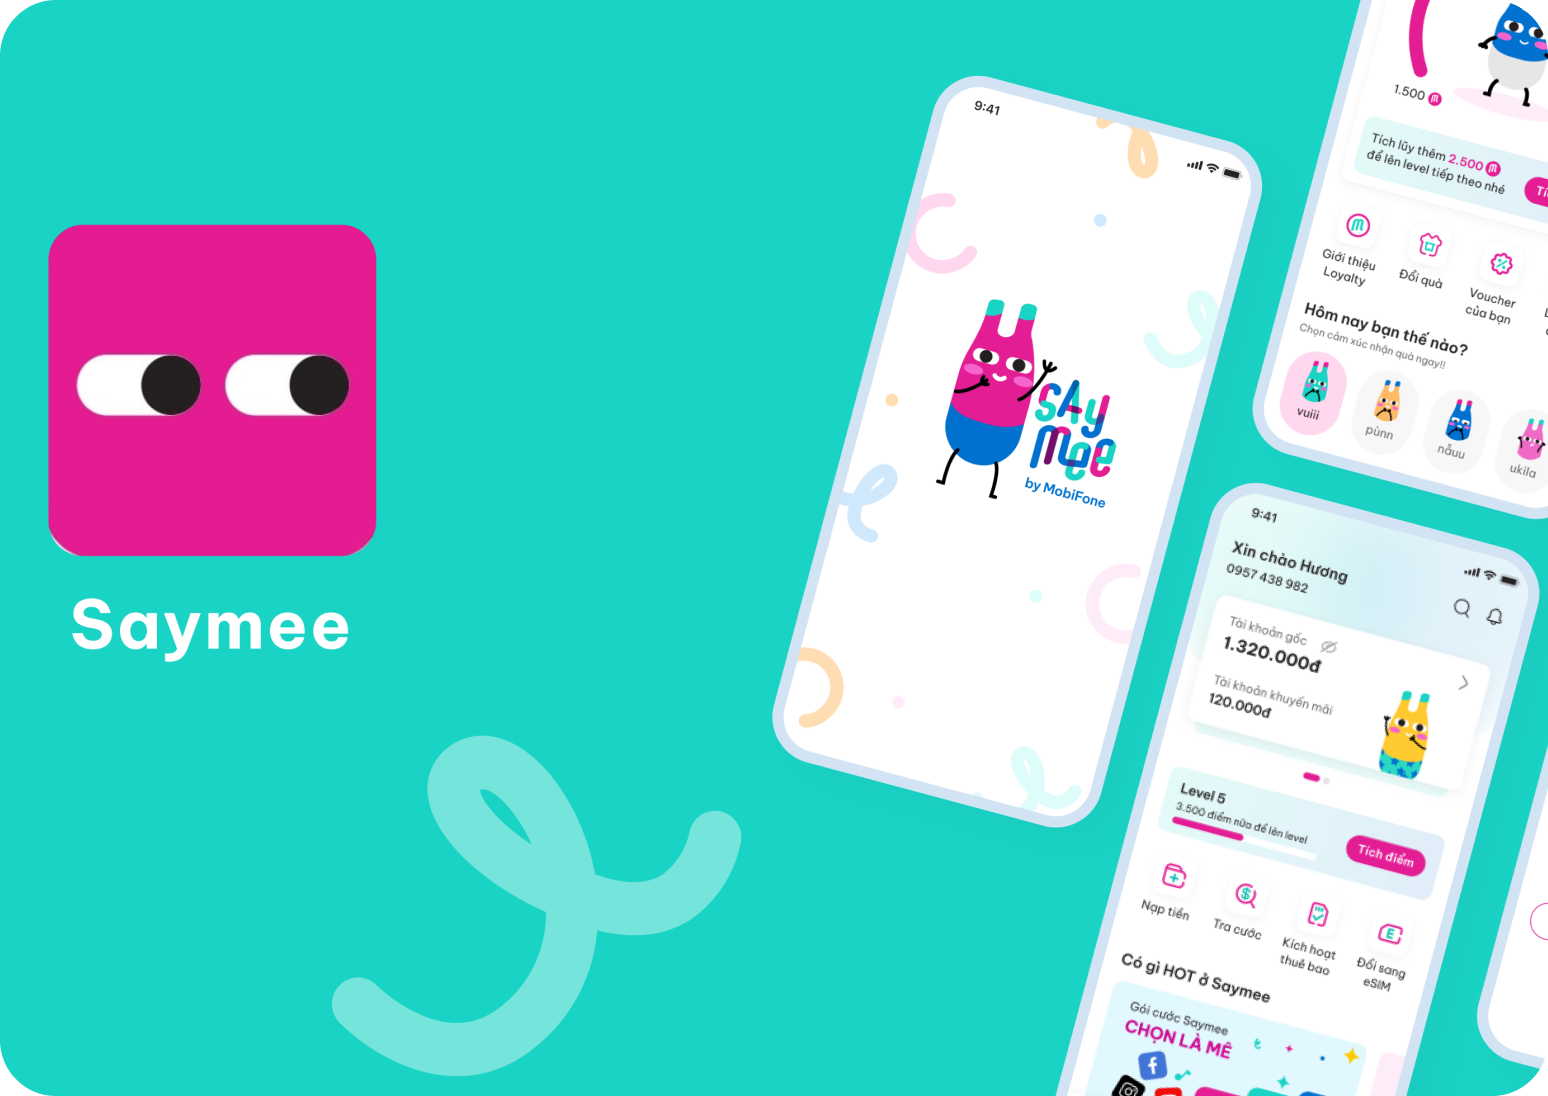 Saymee
9:41
SAY
Mee
by MobiFone
1.500
Tích lũy thêm 2.500
để lên level tiếp theo nhé
Giới thiệu
Loyalty
Đổi quà
Voucher
của bạn
Hôm nay bạn thế nào?
Chọn cảm xúc nhận quà ngay!!
vuiii
pùnn
nẫuu
ukila
9:41
Xin chào Hương
0957 438 982
Tài khoản gốc
1.320.000đ
Tài khoản khuyến mãi
120.000đ
Level 5
3.500 điểm nữa để lên level
Tích điểm
Nạp tiền
Tra cước
Kích hoạt
thuê bao
Đổi sang
eSIM
Có gì HOT ở Saymee
Gói cước Saymee
CHỌN LÀ MÊ